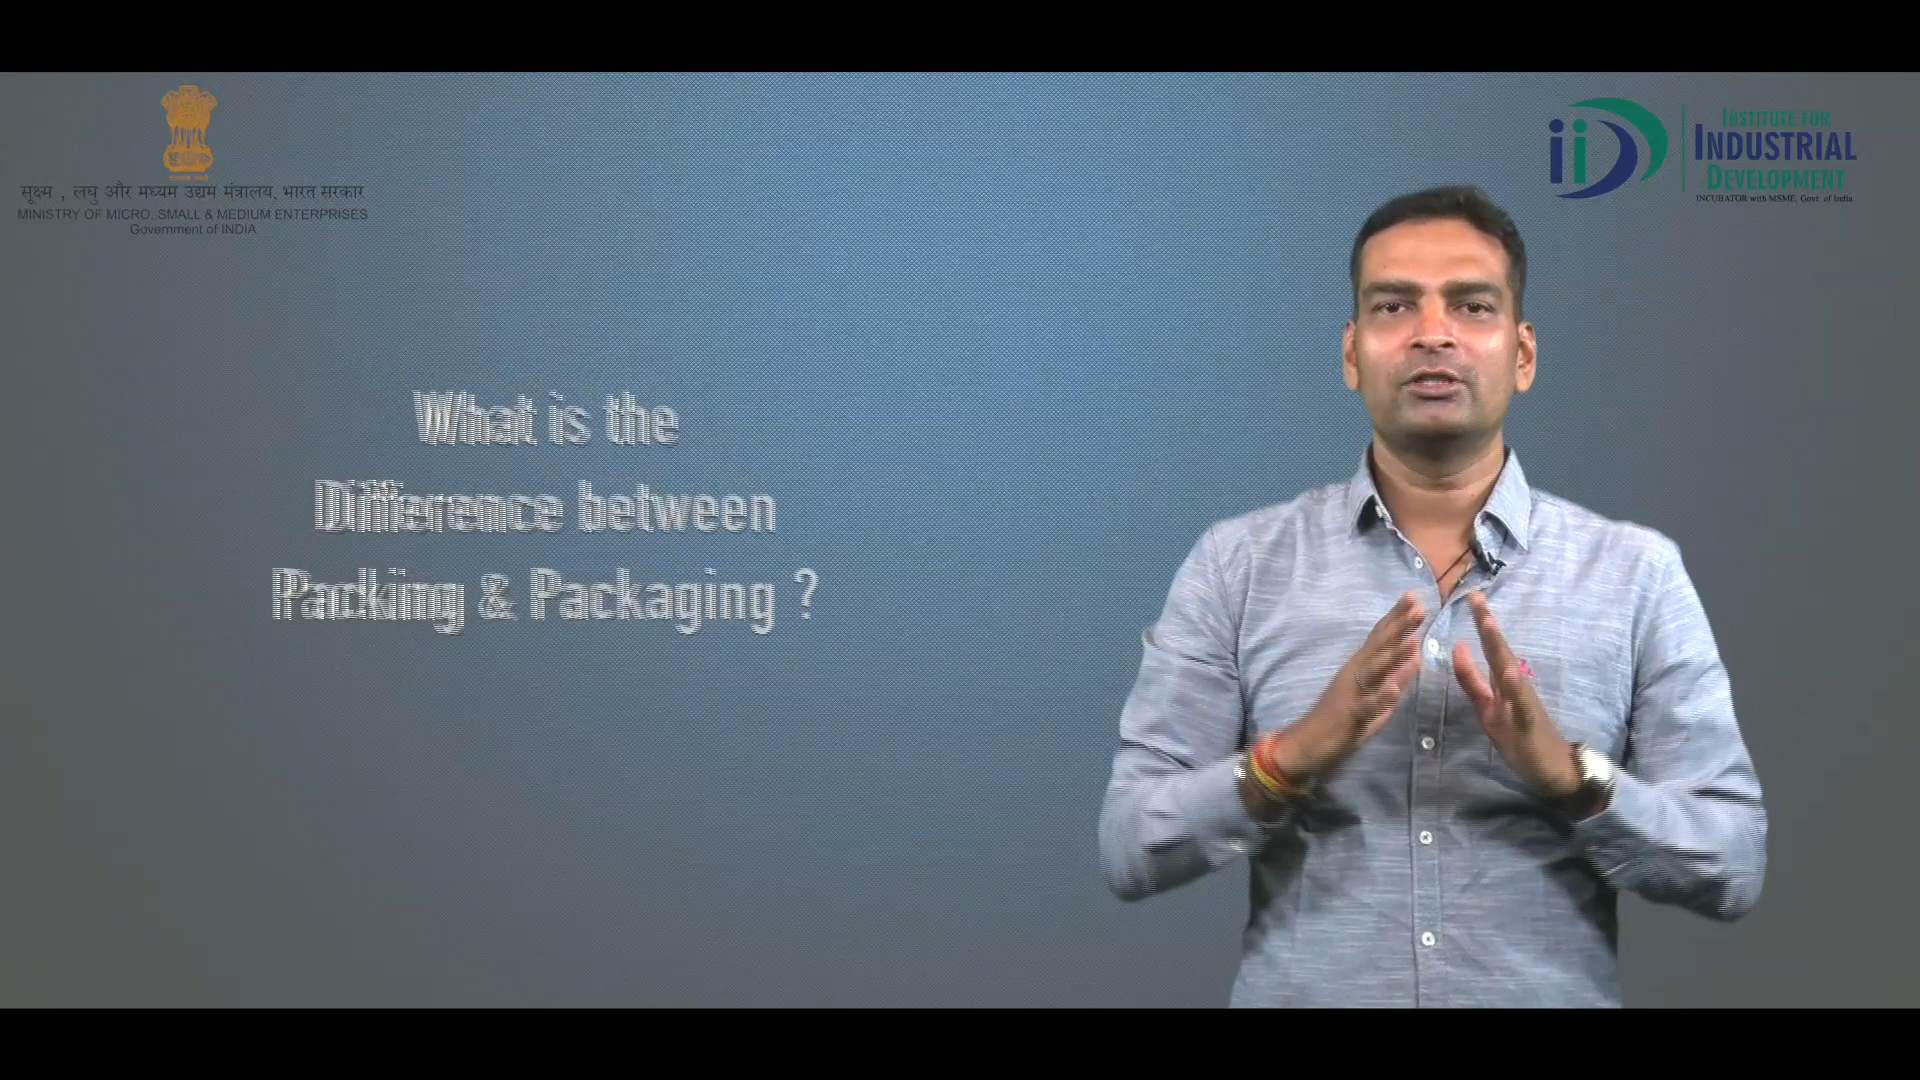 सूक्ष्म , लघु और मध्यम उद्यम मंत्रालय, भारत सरकार
MINISTRY OF MICRO, SMALL & MEDIUM ENTERPRISES
Government of INDIA
iiD
INSTITUTE FOR
INDUSTRIAL
DEVELOPMENT
INCUBATOR with MSME, Govt of India
What is the
Difference between
Packing & Packaging ?